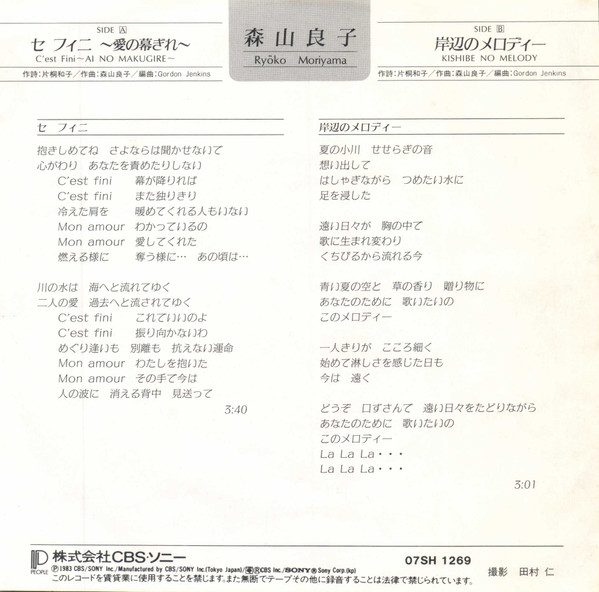 SIDE A
セ フィニ 〜愛の幕ぎれ〜
C'est Fini〜AI NO MAKUGIRE〜
作詩：片桐和子／作曲：森山良子／編曲：Gordon Jenkins
森山良子
Ryōko Moriyama
SIDE B
岸辺のメロディー
KISHIBE NO MELODY
作詩：片桐和子／作曲：森山良子／編曲：Gordon Jenkins
セ フィニ
抱きしめてね さよならは聞かせないで
心がわり あなたを責めたりしない
C'est fini 幕が降りれば
C'est fini また独りきり
冷えた肩を 暖めてくれる人もいない
Mon amour わかっているの
Mon amour 愛してくれた
燃える様に 奪う様に… あの頃は…
川の水は 海へと流れてゆく
二人の愛 過去へと流されてゆく
C'est fini これでいいのよ
C'est fini 振り向かないわ
めぐり逢いも 別離も 抗えない運命
Mon amour わたしを抱いた
Mon amour その手で今は
人の波に 消える背中 見送って
3:40
岸辺のメロディー
夏の小川 せせらぎの音
想い出して
はしゃぎながら つめたい水に
足を浸した
遠い日々が 胸の中で
歌に生まれ変わり
くちびるから流れる今
青い夏の空と 草の香り 贈り物に
あなたのために 歌いたいの
このメロディー
一人きりが こころ細く
始めて淋しさを感じた日も
今は 遠く
どうぞ 口ずさんで 遠い日々をたどりながら
あなたのために 歌いたいの
このメロディー
La La La・・・
La La La・・・
3:01
PEOPLE
株式会社CBS・ソニー
Ⓟ1983 CBS/SONY Inc./Manufactured by CBS/SONY Inc.(Tokyo Japan)/CBS/SONY Inc./SONY® Sony Corp.(kp)
このレコードを賃貸業に使用することを禁じます。また無断でテープその他に録音することは法律で禁じられています。
07SH 1269
撮影 田村 仁